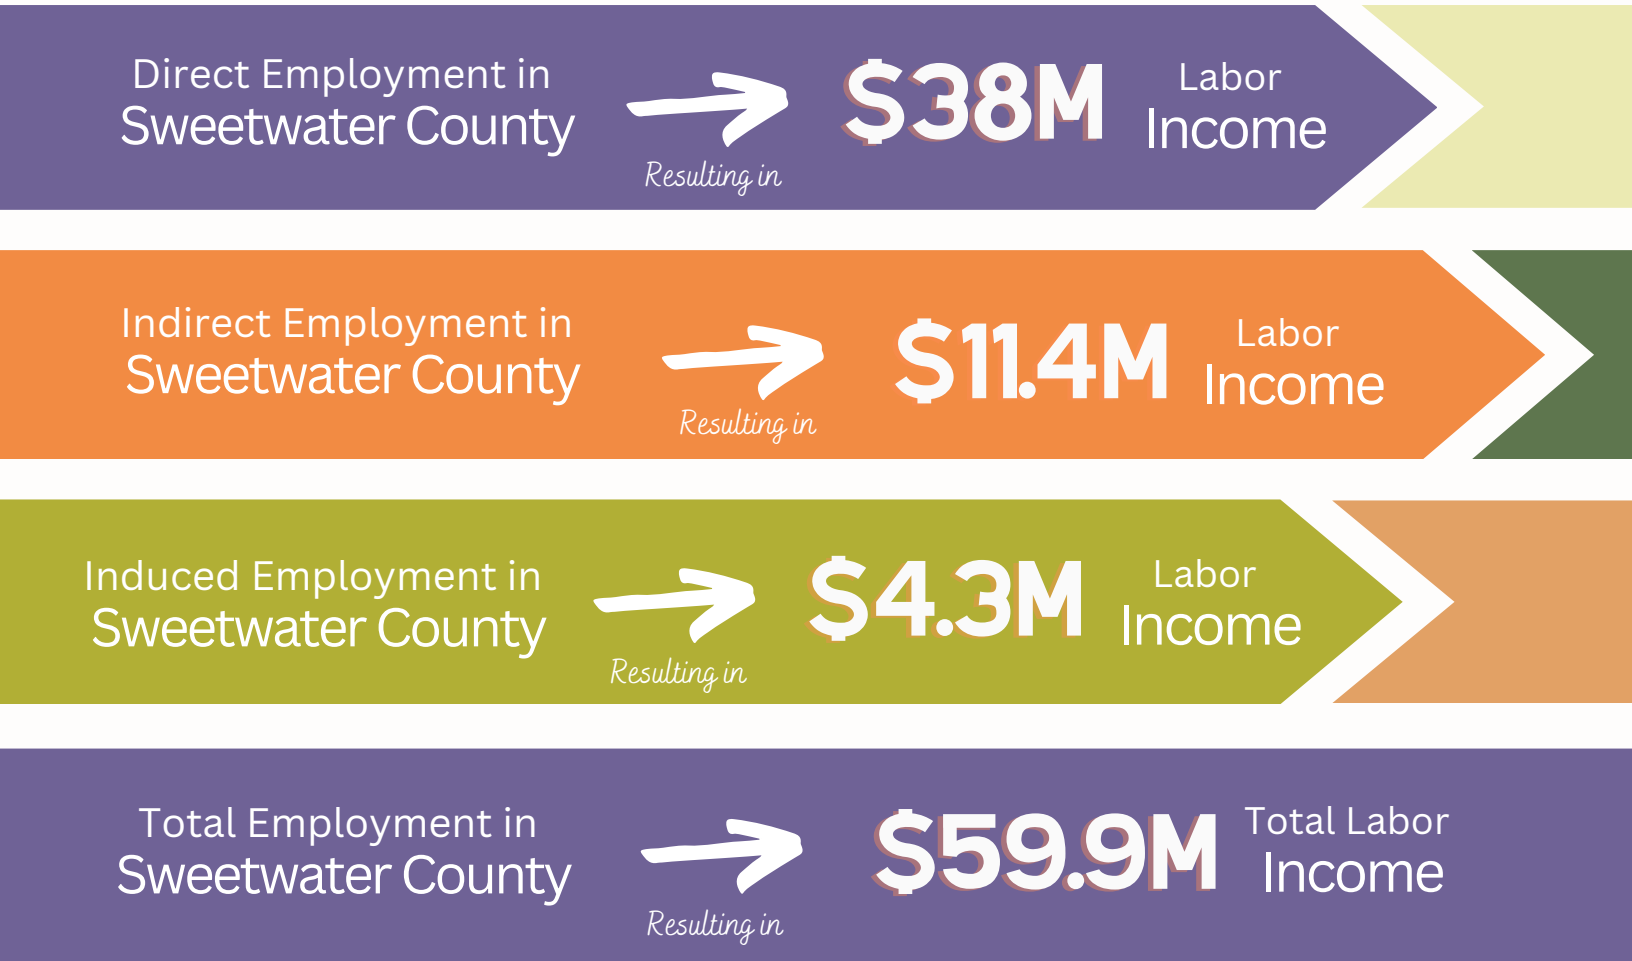 Direct Employment in
Sweetwater County
Resulting in
$38M
Labor
Income
Indirect Employment in
Sweetwater County
Resulting in
$11.4M
Labor
Income
Induced Employment in
Sweetwater County
Resulting in
$4.3M
Labor
Income
Total Employment in
Sweetwater County
Resulting in
$59.9M
Total Labor
Income